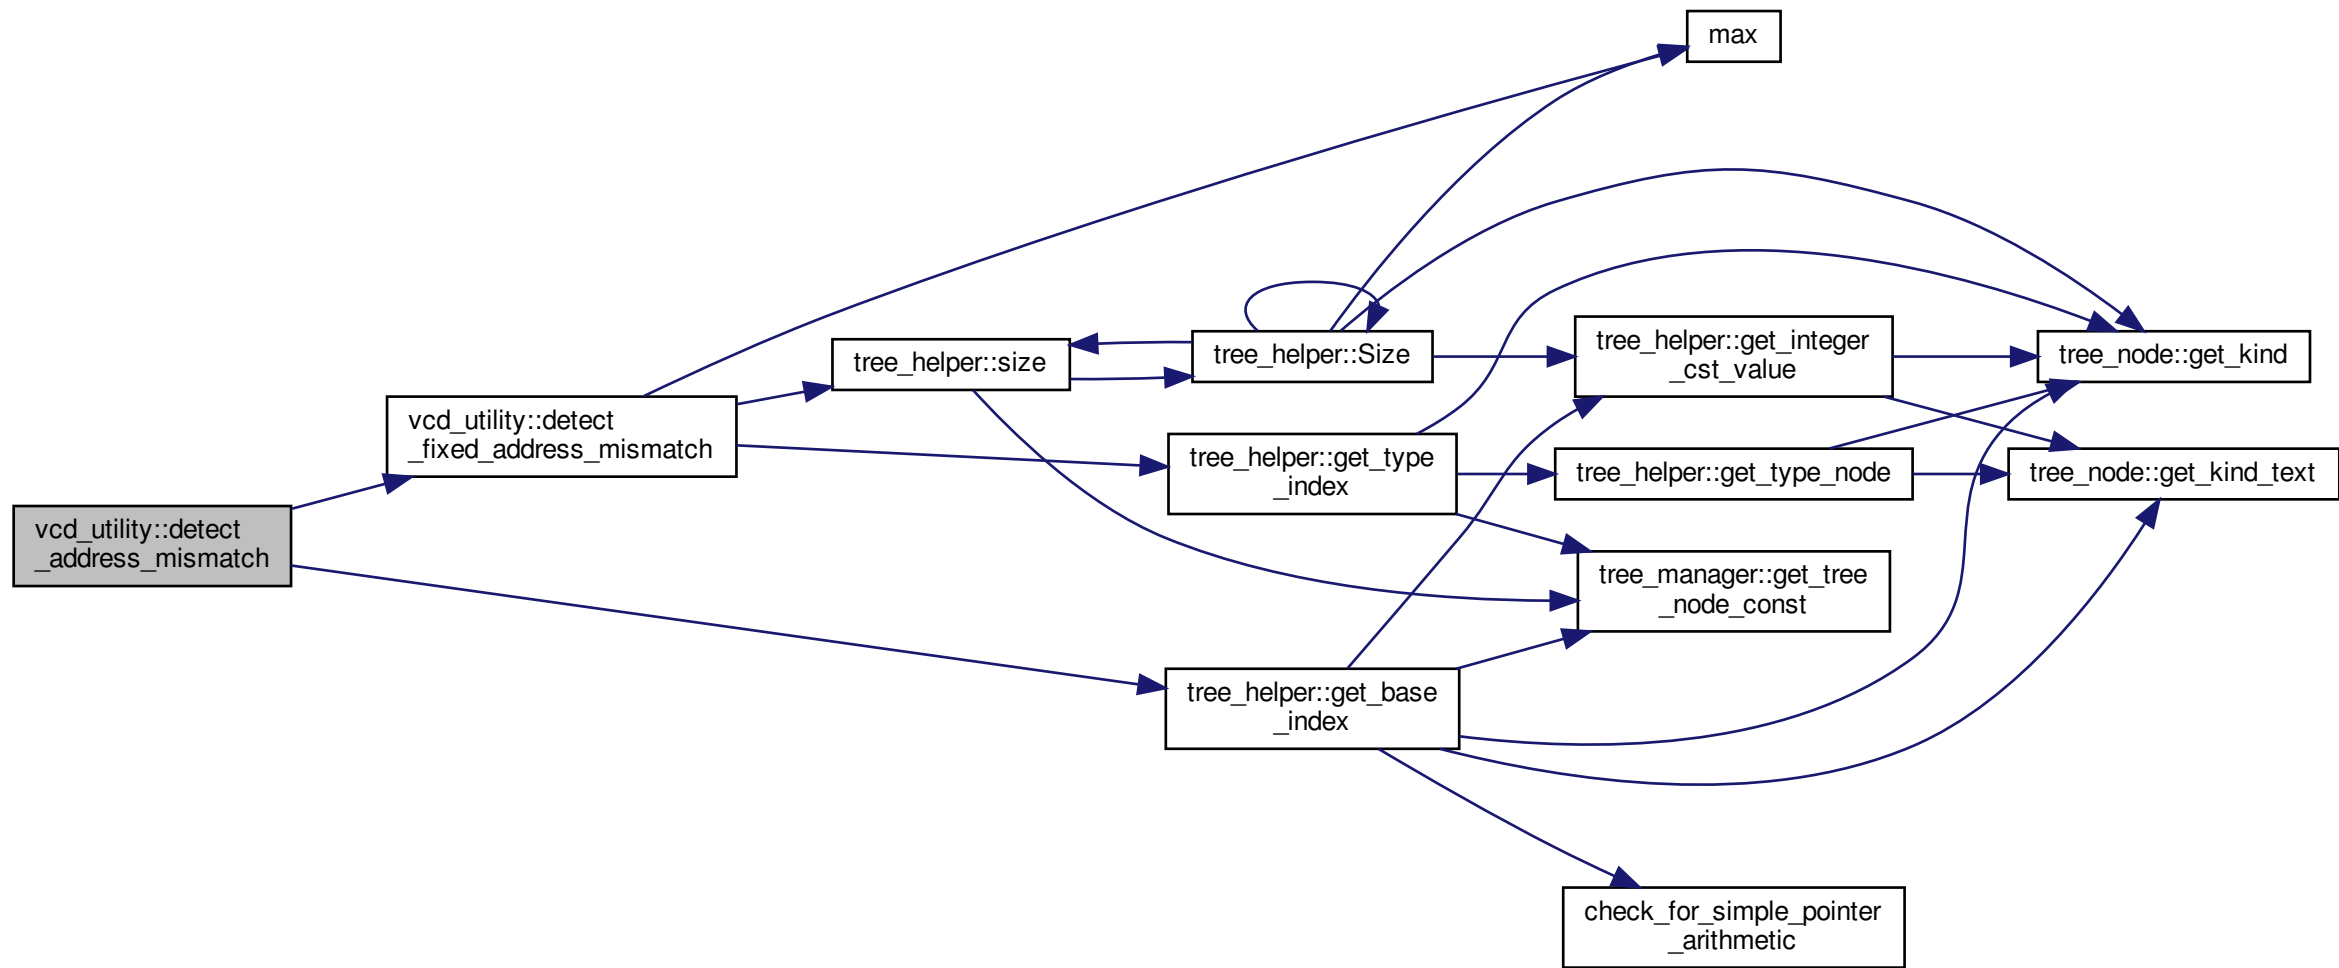 max
tree_helper::Size
tree_helper::size
tree_helper::get_integer
_cst_value
tree_node::get_kind
vcd_utility::detect
_fixed_address_mismatch
tree_helper::get_type
_index
tree_helper::get_type_node
tree_node::get_kind_text
vcd_utility::detect
_address_mismatch
tree_manager::get_tree
_node_const
tree_helper::get_base
_index
check_for_simple_pointer
_arithmetic